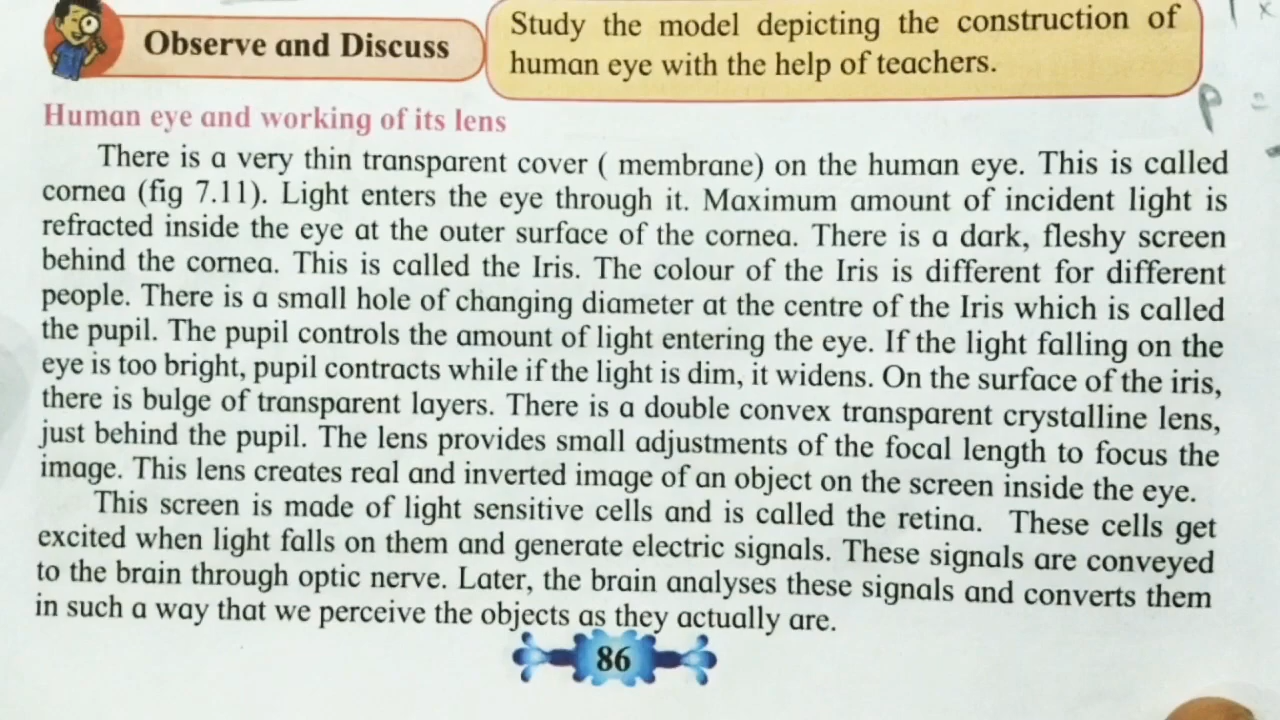 Observe and Discuss
Study the model depicting the construction of
human eye with the help of teachers.
Human eye and working of its lens
There is a very thin transparent cover ( membrane) on the human eye. This is called
cornea (fig 7.11). Light enters the eye through it. Maximum amount of incident light is
refracted inside the eye at the outer surface of the cornea. There is a dark, fleshy screen
behind the cornea. This is called the Iris. The colour of the Iris is different for different
people. There is a small hole of changing diameter at the centre of the Iris which is called
the pupil. The pupil controls the amount of light entering the eye. If the light falling on the
eye is too bright, pupil contracts while if the light is dim, it widens. On the surface of the iris,
there is bulge of transparent layers. There is a double convex transparent crystalline lens,
just behind the pupil. The lens provides small adjustments of the focal length to focus the
image. This lens creates real and inverted image of an object on the screen inside the eye.
This screen is made of light sensitive cells and is called the retina. These cells get
excited when light falls on them and generate electric signals. These signals are conveyed
to the brain through optic nerve. Later, the brain analyses these signals and converts them
in such a way that we perceive the objects as they actually are.
86